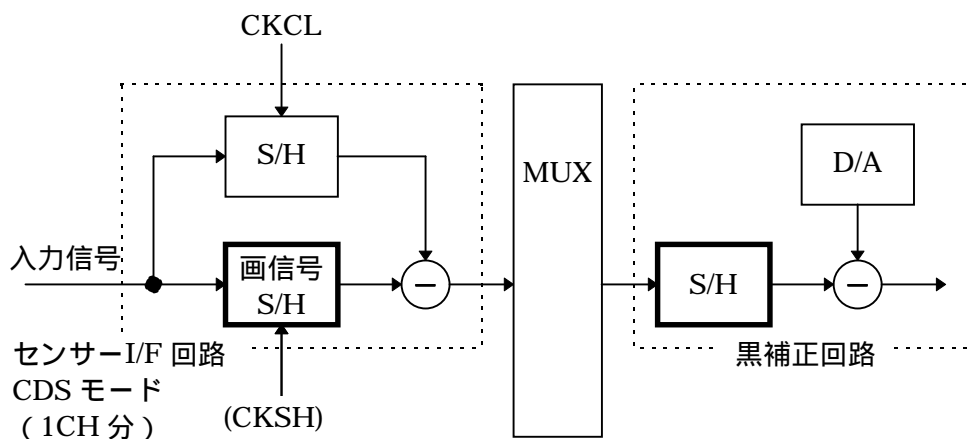 CKCL
S/H
MUX
D/A
入力信号
画信号
S/H
−
S/H
−
センサーI/F 回路
CDS モード
(1CH 分)
(CKSH)
黒補正回路